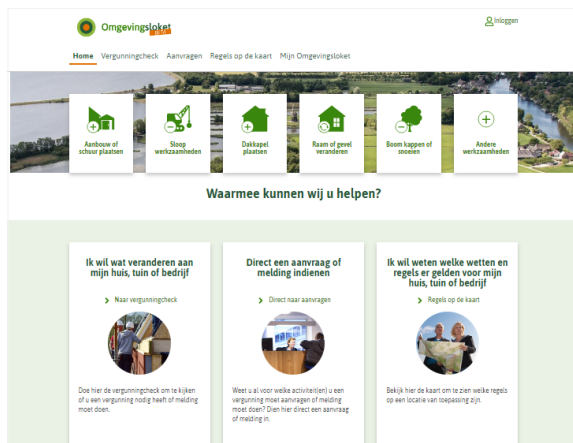 Omgevingsloket
Inloggen
Home Vergunningcheck Aanvragen Regels op de kaart Mijn Omgevingsloket
Aanbouw of
schuur plaatsen
Sloop
werkzaamheden
Dakkapel
plaatsen
Raam of gevel
veranderen
Boom kappen of
snoeien
Andere
werkzaamheden
Waarmee kunnen wij u helpen?
Ik wil wat veranderen aan
mijn huis, tuin of bedrijf
Naar vergunningcheck
Doe hier de vergunningcheck om te kijken
of u een vergunning nodig heeft of melding
moet doen.
Direct een aanvraag of
melding indienen
Direct naar aanvragen
Weet u al voor welke activiteit(en) u een
vergunning moet aanvragen of melding
moet doen? Dien hier direct een aanvraag
of melding in.
Ik wil weten welke wetten en
regels er gelden voor mijn
huis, tuin of bedrijf
Regels op de kaart
Bekijk hier de kaart om te zien welke regels
op een locatie van toepassing zijn.